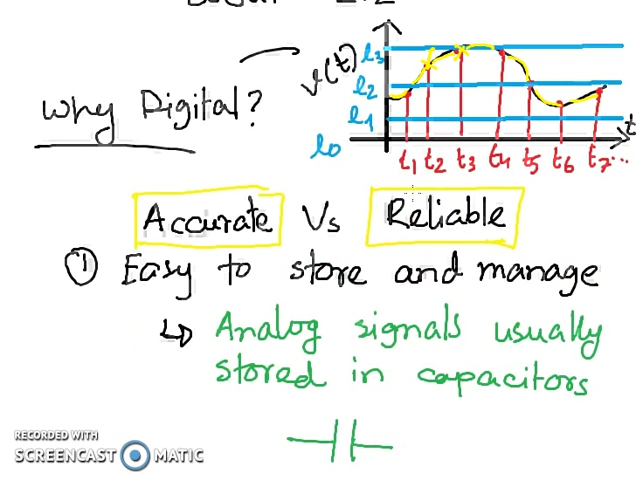 v(t)
l3
l2
l1
l0
t
t1 t2 t3 t4 t5 t6 t7...
Why Digital?
Accurate Vs Reliable
① Easy to store and manage
↳ Analog signals usually
stored in capacitors
RECORDED WITH
SCREENCAST MATIC